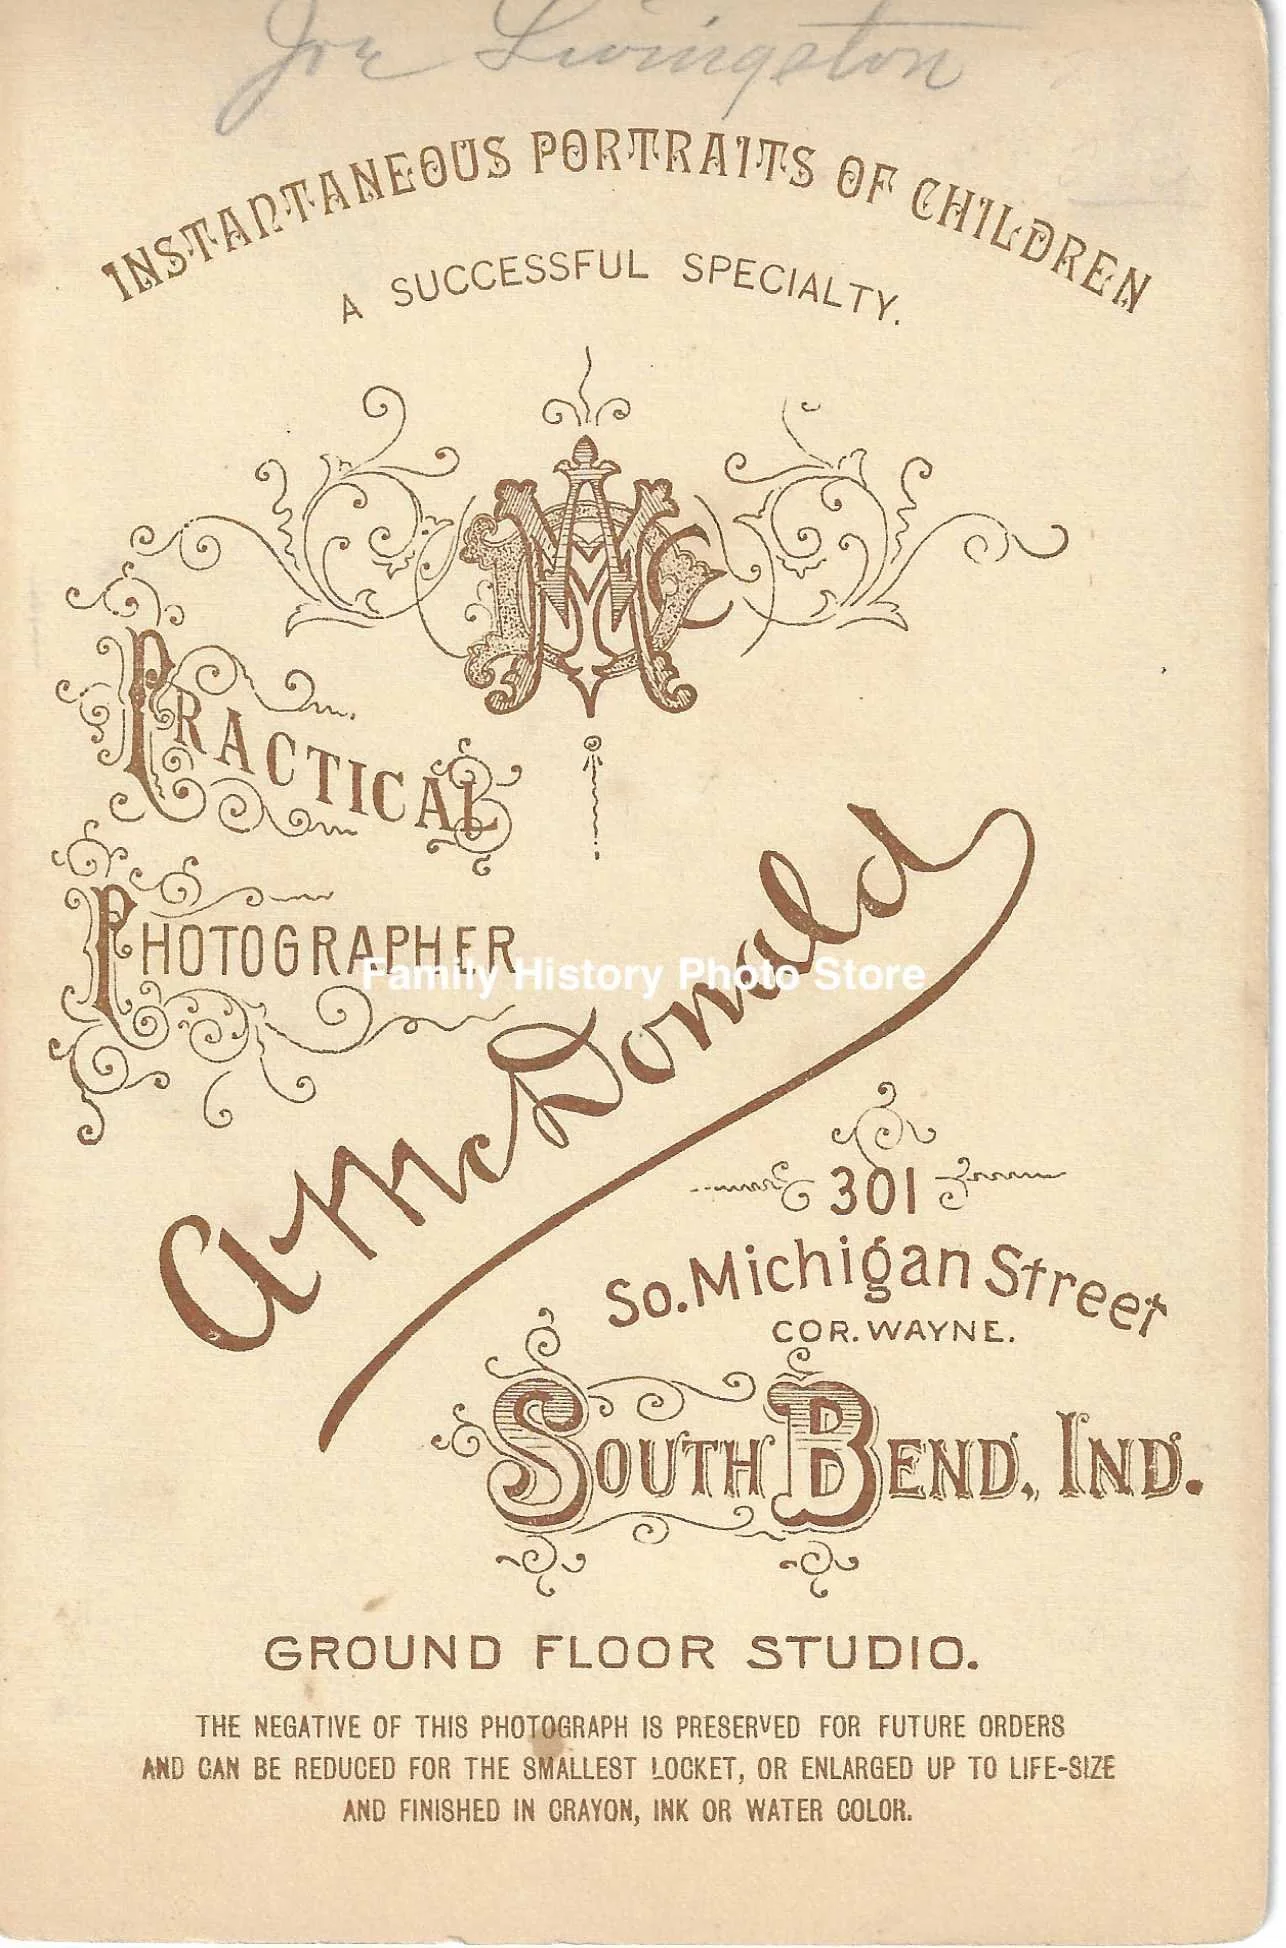 Joe Livingston
INSTANTANEOUS PORTRAITS OF CHILDREN
A SUCCESSFUL SPECIALTY.
PRACTICAL
PHOTOGRAPHER
Family History Photo Store
A McDonald
301
So. Michigan Street
COR. WAYNE.
SOUTH BEND, IND.
GROUND FLOOR STUDIO.
THE NEGATIVE OF THIS PHOTOGRAPH IS PRESERVED FOR FUTURE ORDERS
AND CAN BE REDUCED FOR THE SMALLEST LOCKET, OR ENLARGED UP TO LIFE-SIZE
AND FINISHED IN CRAYON, INK OR WATER COLOR.